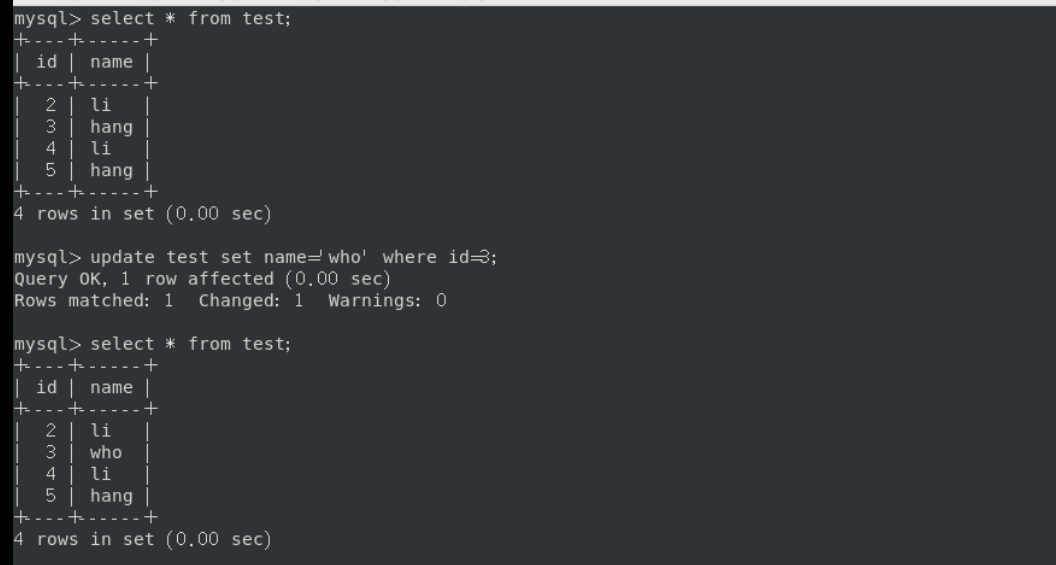 mysql> select * from test;
+----+------+
| id | name |
+----+------+
|  2 | li   |
|  3 | hang |
|  4 | li   |
|  5 | hang |
+----+------+
4 rows in set (0.00 sec)
mysql> update test set name='who' where id=3;
Query OK, 1 row affected (0.00 sec)
Rows matched: 1  Changed: 1  Warnings: 0
mysql> select * from test;
+----+------+
| id | name |
+----+------+
|  2 | li   |
|  3 | who  |
|  4 | li   |
|  5 | hang |
+----+------+
4 rows in set (0.00 sec)